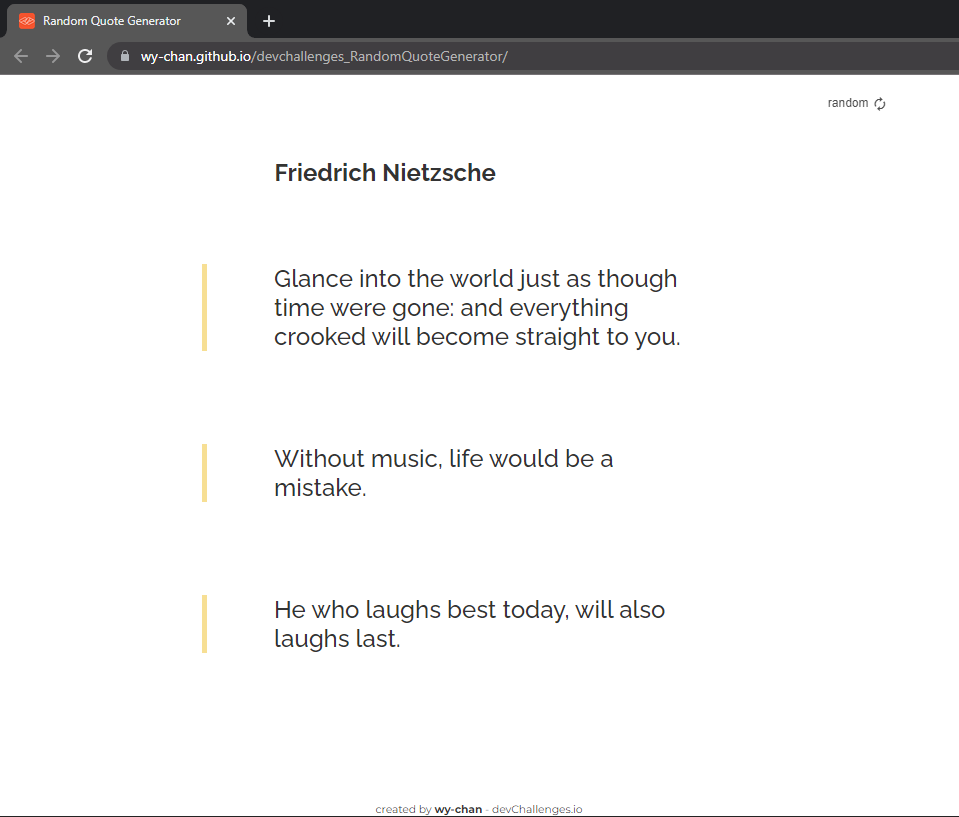 Random Quote Generator
wy-chan.github.io/devchallenges_RandomQuoteGenerator/
random
Friedrich Nietzsche
Glance into the world just as though
time were gone: and everything
crooked will become straight to you.
Without music, life would be a
mistake.
He who laughs best today, will also
laughs last.
created by wy-chan - devChallenges.io